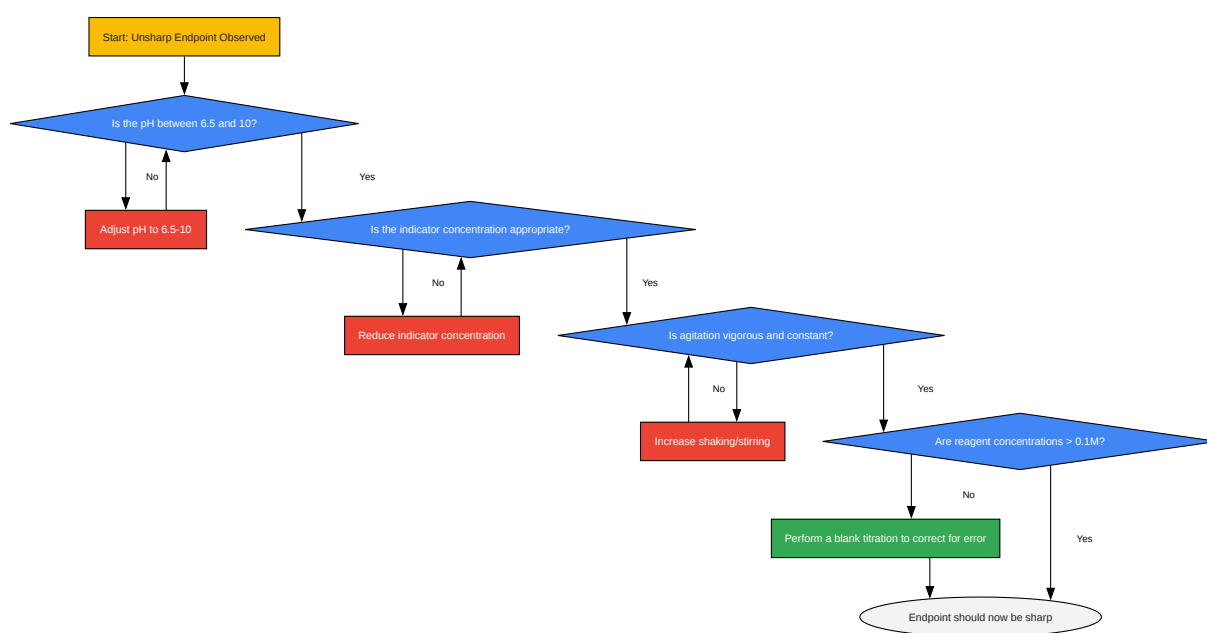 Start: Unsharp Endpoint Observed
Is the pH between 6.5 and 10?
No
Yes
Adjust pH to 6.5-10
Is the indicator concentration appropriate?
No
Yes
Reduce indicator concentration
Is agitation vigorous and constant?
No
Yes
Increase shaking/stirring
Are reagent concentrations > 0.1M?
No
Perform a blank titration to correct for error
Yes
Endpoint should now be sharp